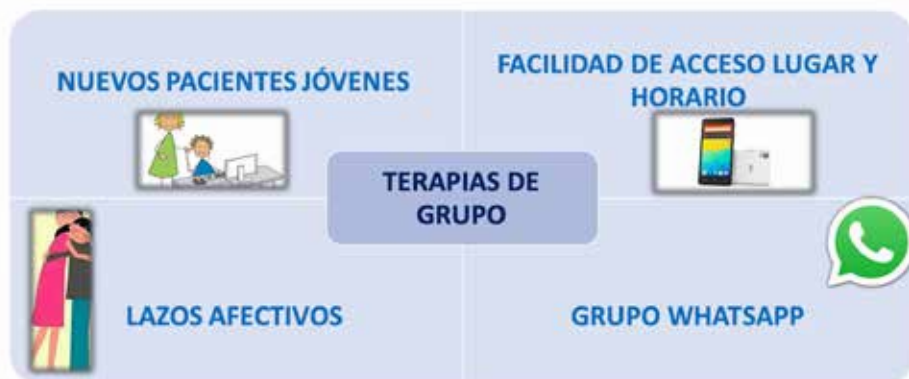 NUEVOS PACIENTES JÓVENES
FACILIDAD DE ACCESO LUGAR Y
HORARIO
TERAPIAS DE
GRUPO
LAZOS AFECTIVOS
GRUPO WHATSAPP